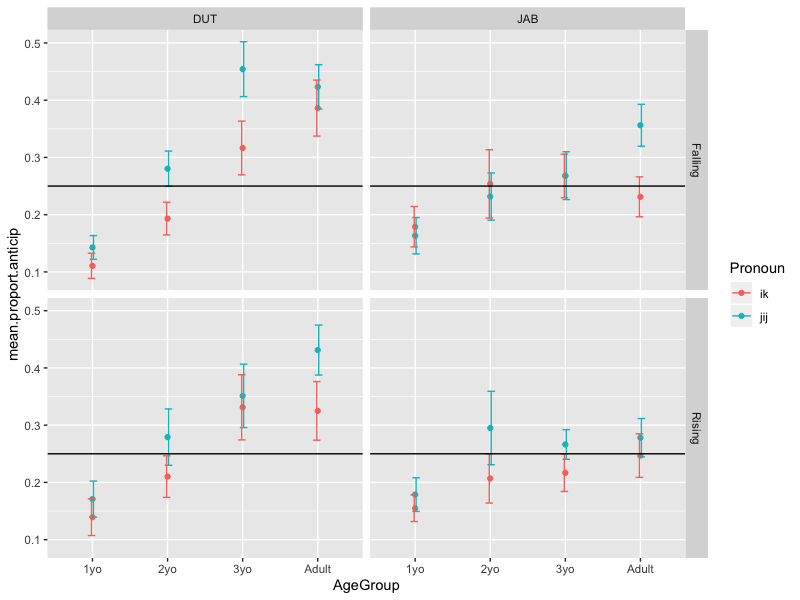 DUT JAB
0.5
0.4
0.3
0.2
0.1
Falling
0.5
0.4
0.3
0.2
0.1
Rising
mean.proport.anticip
1yo 2yo 3yo Adult 1yo 2yo 3yo Adult
AgeGroup
Pronoun
ik
jij